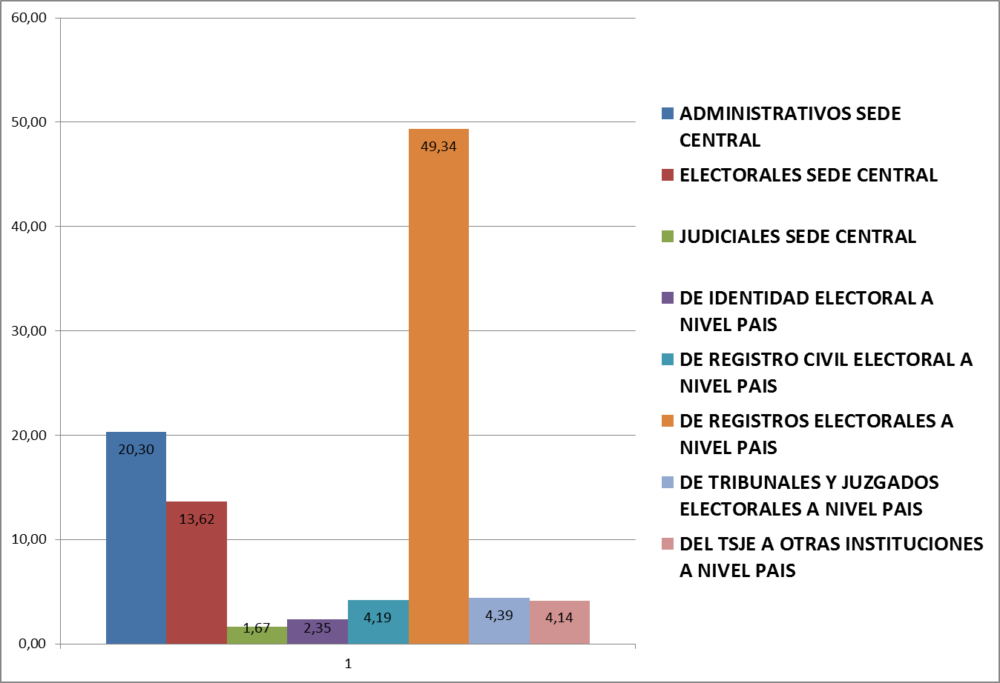 60,00
50,00
40,00
30,00
20,00
10,00
0,00
20,30
13,62
1,67
2,35
4,19
49,34
4,39
4,14
1
ADMINISTRATIVOS SEDE
CENTRAL
ELECTORALES SEDE CENTRAL
JUDICIALES SEDE CENTRAL
DE IDENTIDAD ELECTORAL A
NIVEL PAIS
DE REGISTRO CIVIL ELECTORAL A
NIVEL PAIS
DE REGISTROS ELECTORALES A
NIVEL PAIS
DE TRIBUNALES Y JUZGADOS
ELECTORALES A NIVEL PAIS
DEL TSJE A OTRAS INSTITUCIONES
A NIVEL PAIS